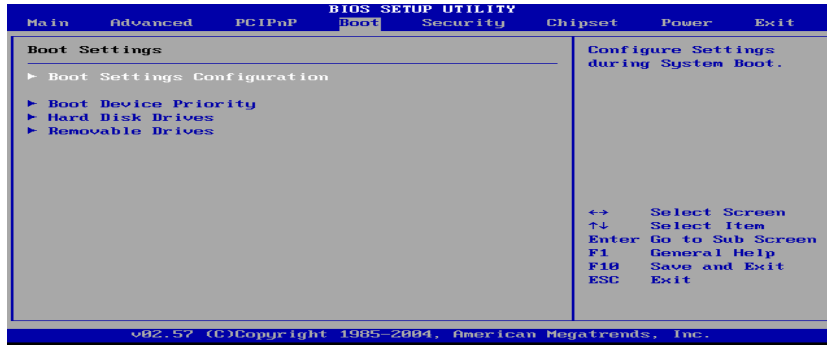 BIOS SETUP UTILITY
Main Advanced PCIPnP Boot Security Chipset Power Exit
Boot Settings
► Boot Settings Configuration
► Boot Device Priority
► Hard Disk Drives
► Removable Drives
Configure Settings
during System Boot.
←→ Select Screen
↑↓ Select Item
Enter Go to Sub Screen
F1 General Help
F10 Save and Exit
ESC Exit
v02.57 (C)Copyright 1985-2004, American Megatrends, Inc.